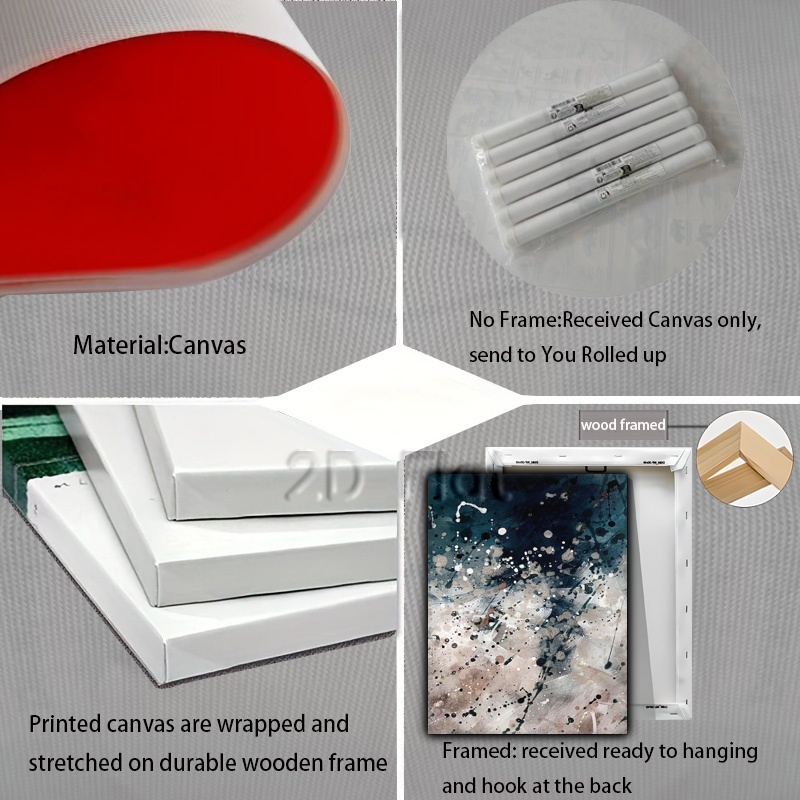 Material:Canvas
No Frame:Received Canvas only,
send to You Rolled up
2D Flat
wood framed
Printed canvas are wrapped and
stretched on durable wooden frame
Framed: received ready to hanging
and hook at the back